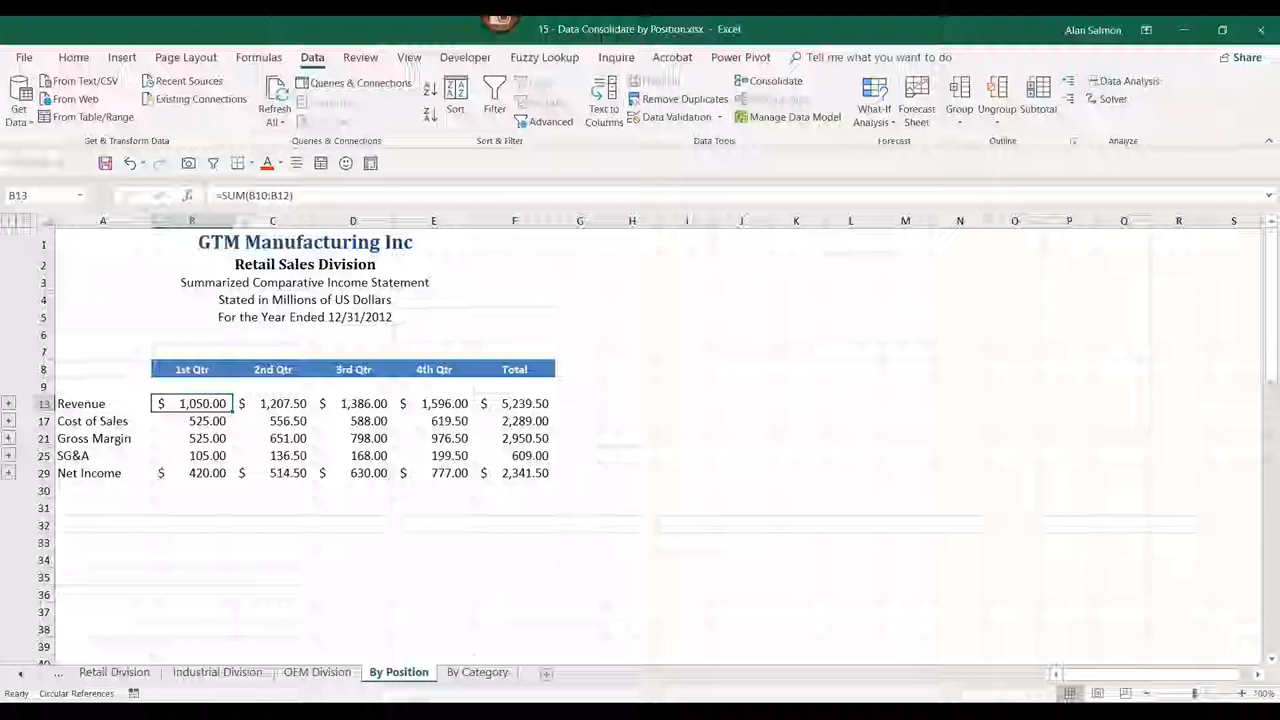 15 - Data Consolidate by Position.xlsx - Excel
Alan Salmon
File Home Insert Page Layout Formulas Data Review View Developer Fuzzy Lookup Inquire Acrobat Power Pivot Tell me what you want to do Share
Get Data
From Text/CSV
From Web
From Table/Range
Recent Sources
Existing Connections
Get & Transform Data
Refresh All
Queries & Connections
Queries & Connections
Sort
Filter
Advanced
Sort & Filter
Text to Columns
Remove Duplicates
Data Validation
Consolidate
Manage Data Model
Data Tools
What-If Analysis
Forecast Sheet
Forecast
Group
Ungroup
Subtotal
Outline
Data Analysis
Solver
Analyze
B13 =SUM(B10:B12)
A B C D E F G H I J K L M N O P Q R S
1 GTM Manufacturing Inc
2 Retail Sales Division
3 Summarized Comparative Income Statement
4 Stated in Millions of US Dollars
5 For the Year Ended 12/31/2012
6
7
8 1st Qtr 2nd Qtr 3rd Qtr 4th Qtr Total
9
13 Revenue $ 1,050.00 $ 1,207.50 $ 1,386.00 $ 1,596.00 $ 5,239.50
17 Cost of Sales 525.00 556.50 588.00 619.50 2,289.00
21 Gross Margin 525.00 651.00 798.00 976.50 2,950.50
25 SG&A 105.00 136.50 168.00 199.50 609.00
29 Net Income $ 420.00 $ 514.50 $ 630.00 $ 777.00 $ 2,341.50
30
31
32
33
34
35
36
37
38
39
40
... Retail Division Industrial Division OEM Division By Position By Category
Ready Circular References 100%